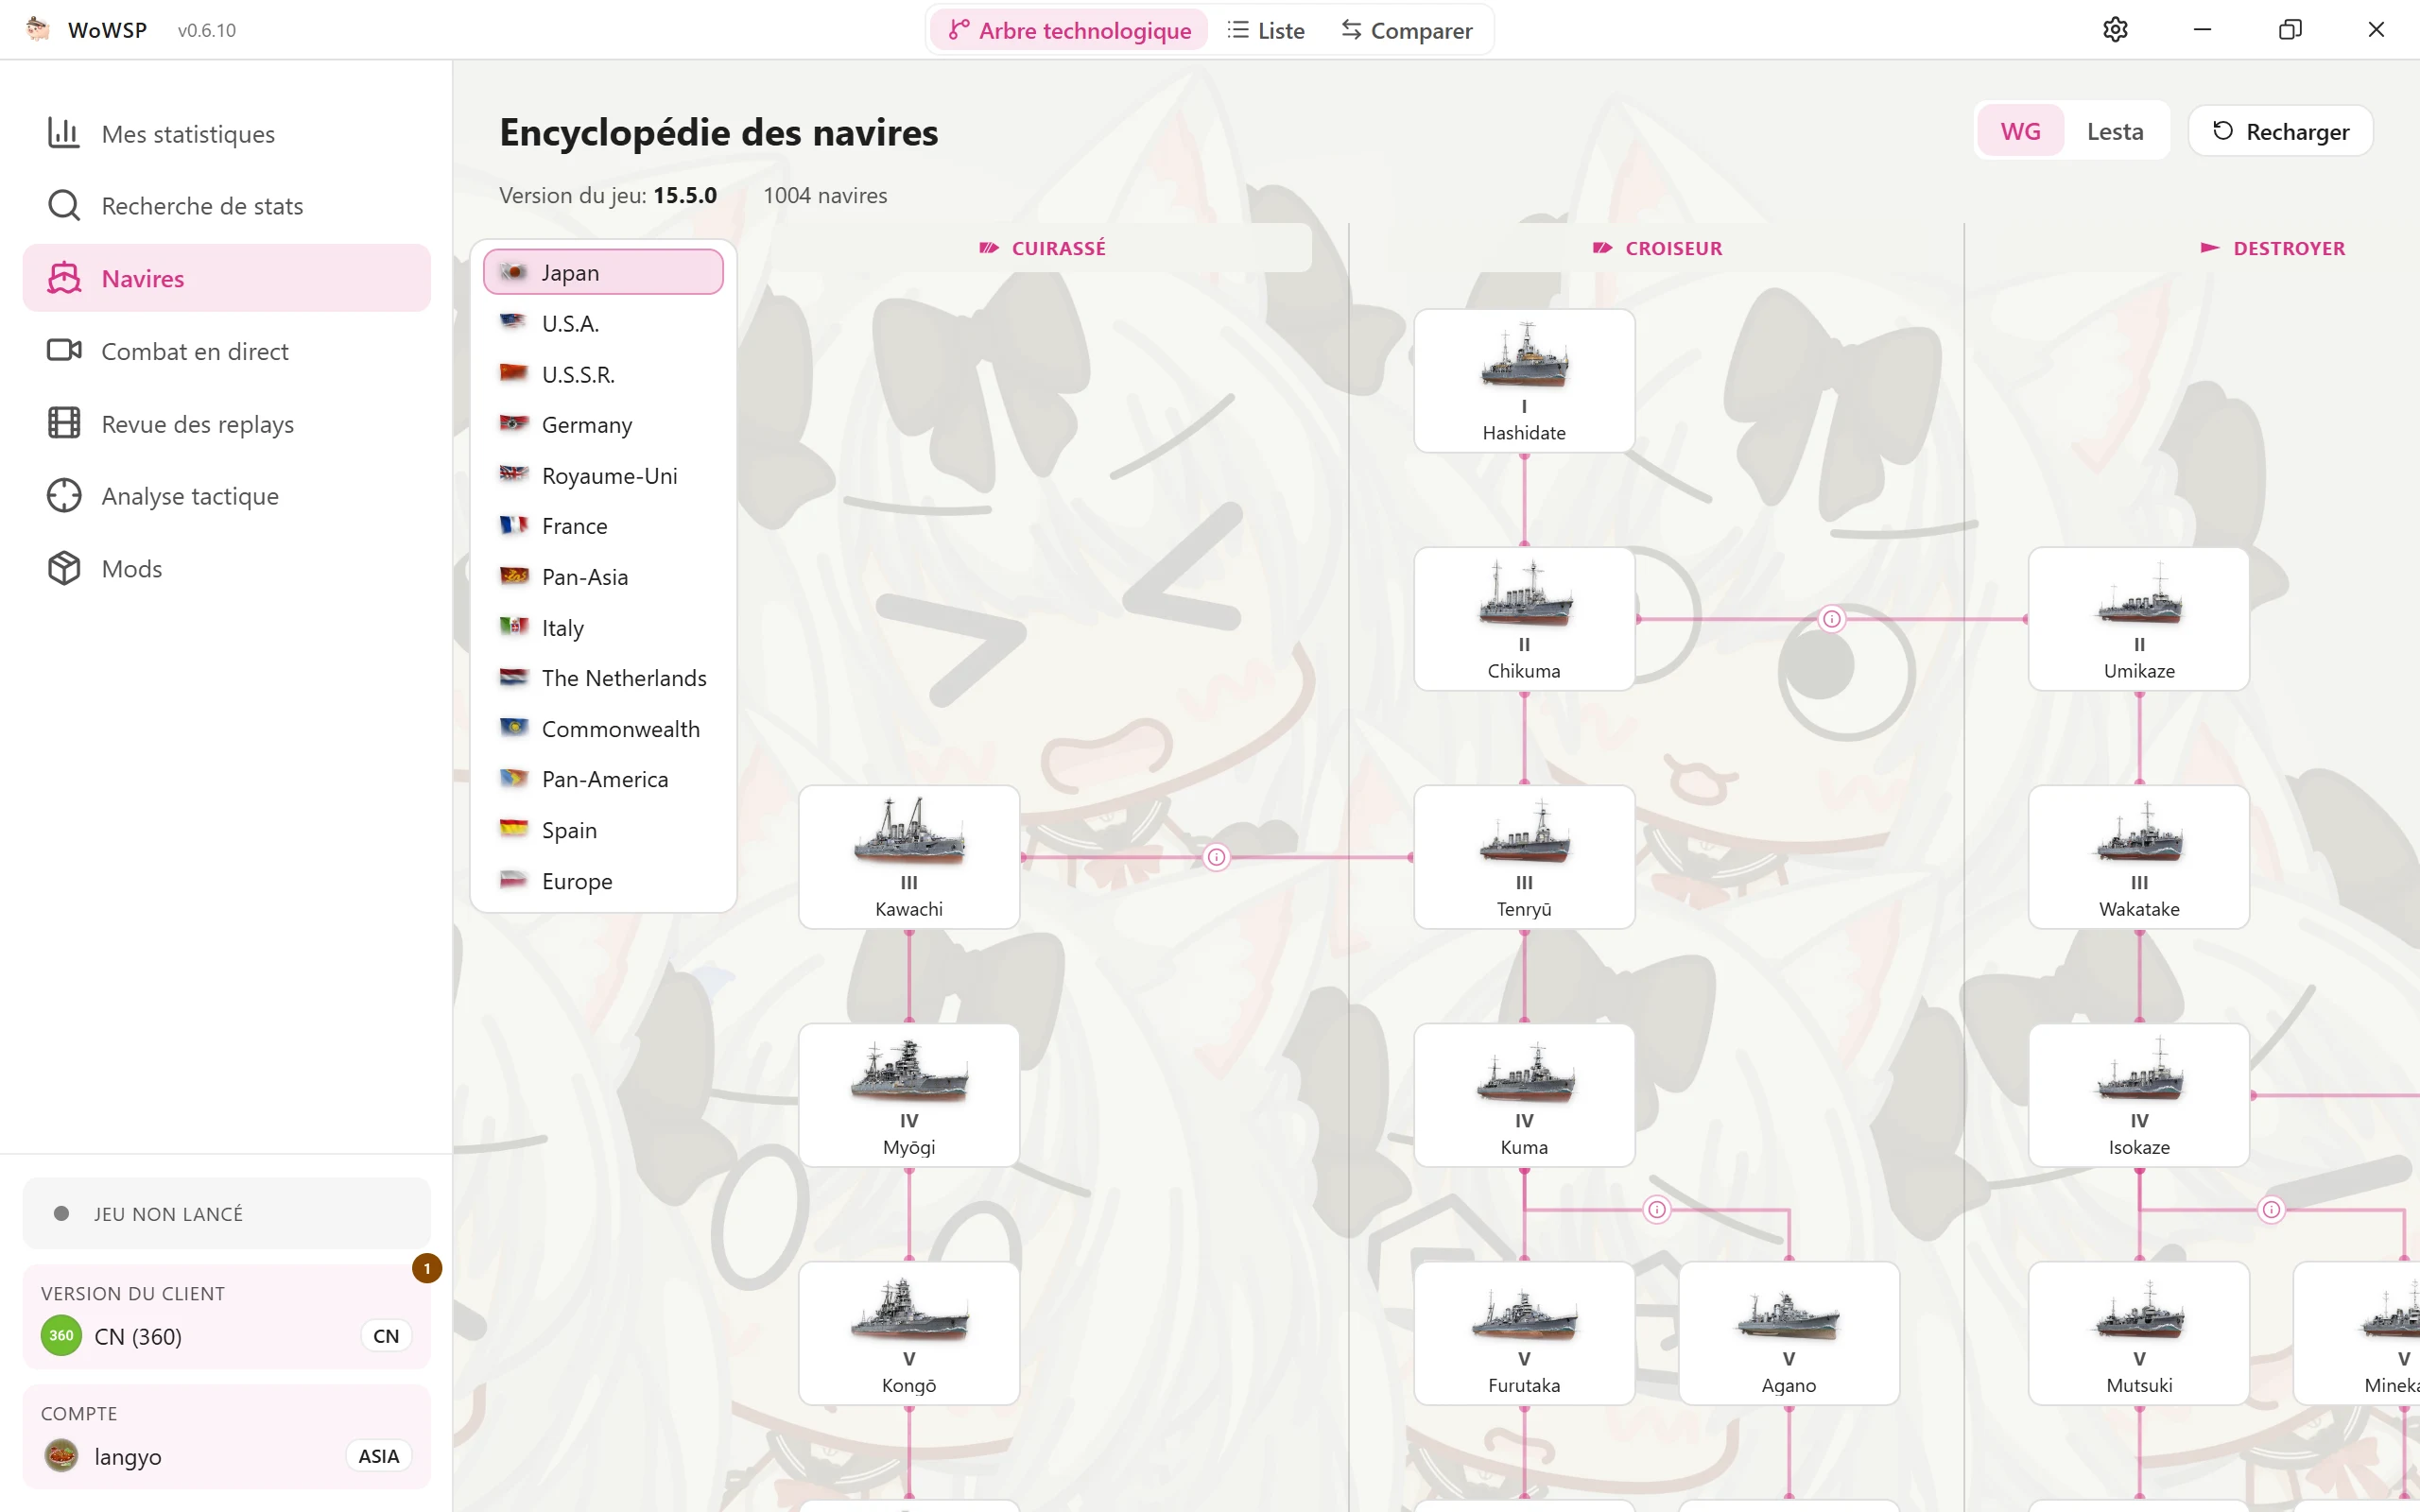 WoWSP v0.6.10
Arbre technologique
Liste
Comparer
Mes statistiques
Recherche de stats
Navires
Combat en direct
Revue des replays
Analyse tactique
Mods
JEU NON LANCÉ
1
VERSION DU CLIENT
360 CN (360) CN
COMPTE
langyo ASIA
Encyclopédie des navires
WG Lesta Recharger
Version du jeu: 15.5.0 1004 navires
Japan
U.S.A.
U.S.S.R.
Germany
Royaume-Uni
France
Pan-Asia
Italy
The Netherlands
Commonwealth
Pan-America
Spain
Europe
CUIRASSÉ
CROISEUR
DESTROYER
I
Hashidate
II
Chikuma
II
Umikaze
III
Kawachi
III
Tenryū
III
Wakatake
IV
Myōgi
IV
Kuma
IV
Isokaze
V
Kongō
V
Furutaka
V
Agano
V
Mutsuki
V